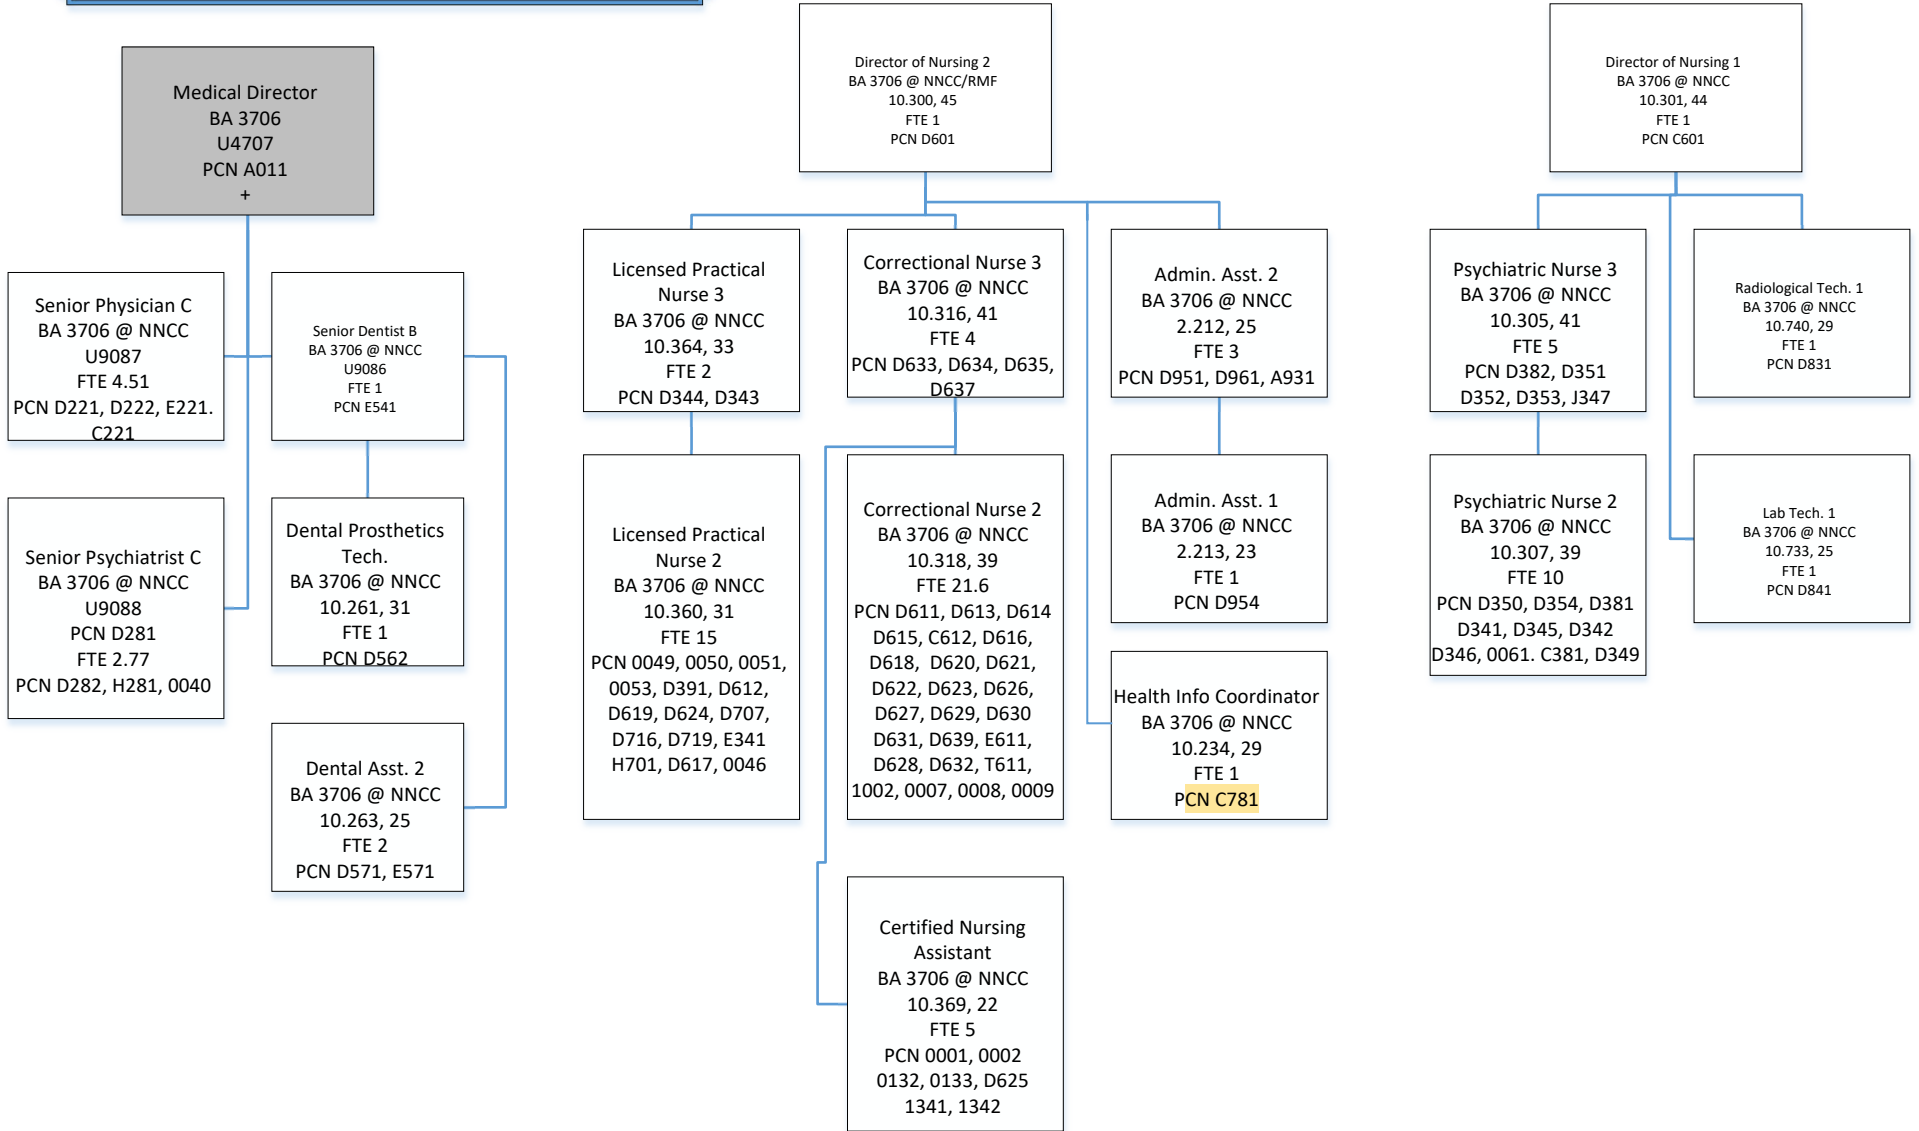 Medical Director
BA 3706
U4707
PCN A011
+
Senior Physician C
BA 3706 @ NNCC
U9087
FTE 4.51
PCN D221, D222, E221.
C221
Senior Dentist B
BA 3706 @ NNCC
U9086
FTE 1
PCN E541
Senior Psychiatrist C
BA 3706 @ NNCC
U9088
PCN D281
FTE 2.77
PCN D282, H281, 0040
Dental Prosthetics
Tech.
BA 3706 @ NNCC
10.261, 31
FTE 1
PCN D562
Dental Asst. 2
BA 3706 @ NNCC
10.263, 25
FTE 2
PCN D571, E571
Director of Nursing 2
BA 3706 @ NNCC/RMF
10.300, 45
FTE 1
PCN D601
Licensed Practical
Nurse 3
BA 3706 @ NNCC
10.364, 33
FTE 2
PCN D344, D343
Correctional Nurse 3
BA 3706 @ NNCC
10.316, 41
FTE 4
PCN D633, D634, D635,
D637
Admin. Asst. 2
BA 3706 @ NNCC
2.212, 25
FTE 3
PCN D951, D961, A931
Licensed Practical
Nurse 2
BA 3706 @ NNCC
10.360, 31
FTE 15
PCN 0049, 0050, 0051,
0053, D391, D612,
D619, D624, D707,
D716, D719, E341
H701, D617, 0046
Correctional Nurse 2
BA 3706 @ NNCC
10.318, 39
FTE 21.6
PCN D611, D613, D614
D615, C612, D616,
D618, D620, D621,
D622, D623, D626,
D627, D629, D630
D631, D639, E611,
D628, D632, T611,
1002, 0007, 0008, 0009
Admin. Asst. 1
BA 3706 @ NNCC
2.213, 23
FTE 1
PCN D954
Health Info Coordinator
BA 3706 @ NNCC
10.234, 29
FTE 1
PCN C781
Certified Nursing
Assistant
BA 3706 @ NNCC
10.369, 22
FTE 5
PCN 0001, 0002
0132, 0133, D625
1341, 1342
Director of Nursing 1
BA 3706 @ NNCC
10.301, 44
FTE 1
PCN C601
Psychiatric Nurse 3
BA 3706 @ NNCC
10.305, 41
FTE 5
PCN D382, D351
D352, D353, J347
Radiological Tech. 1
BA 3706 @ NNCC
10.740, 29
FTE 1
PCN D831
Psychiatric Nurse 2
BA 3706 @ NNCC
10.307, 39
FTE 10
PCN D350, D354, D381
D341, D345, D342
D346, 0061. C381, D349
Lab Tech. 1
BA 3706 @ NNCC
10.733, 25
FTE 1
PCN D841